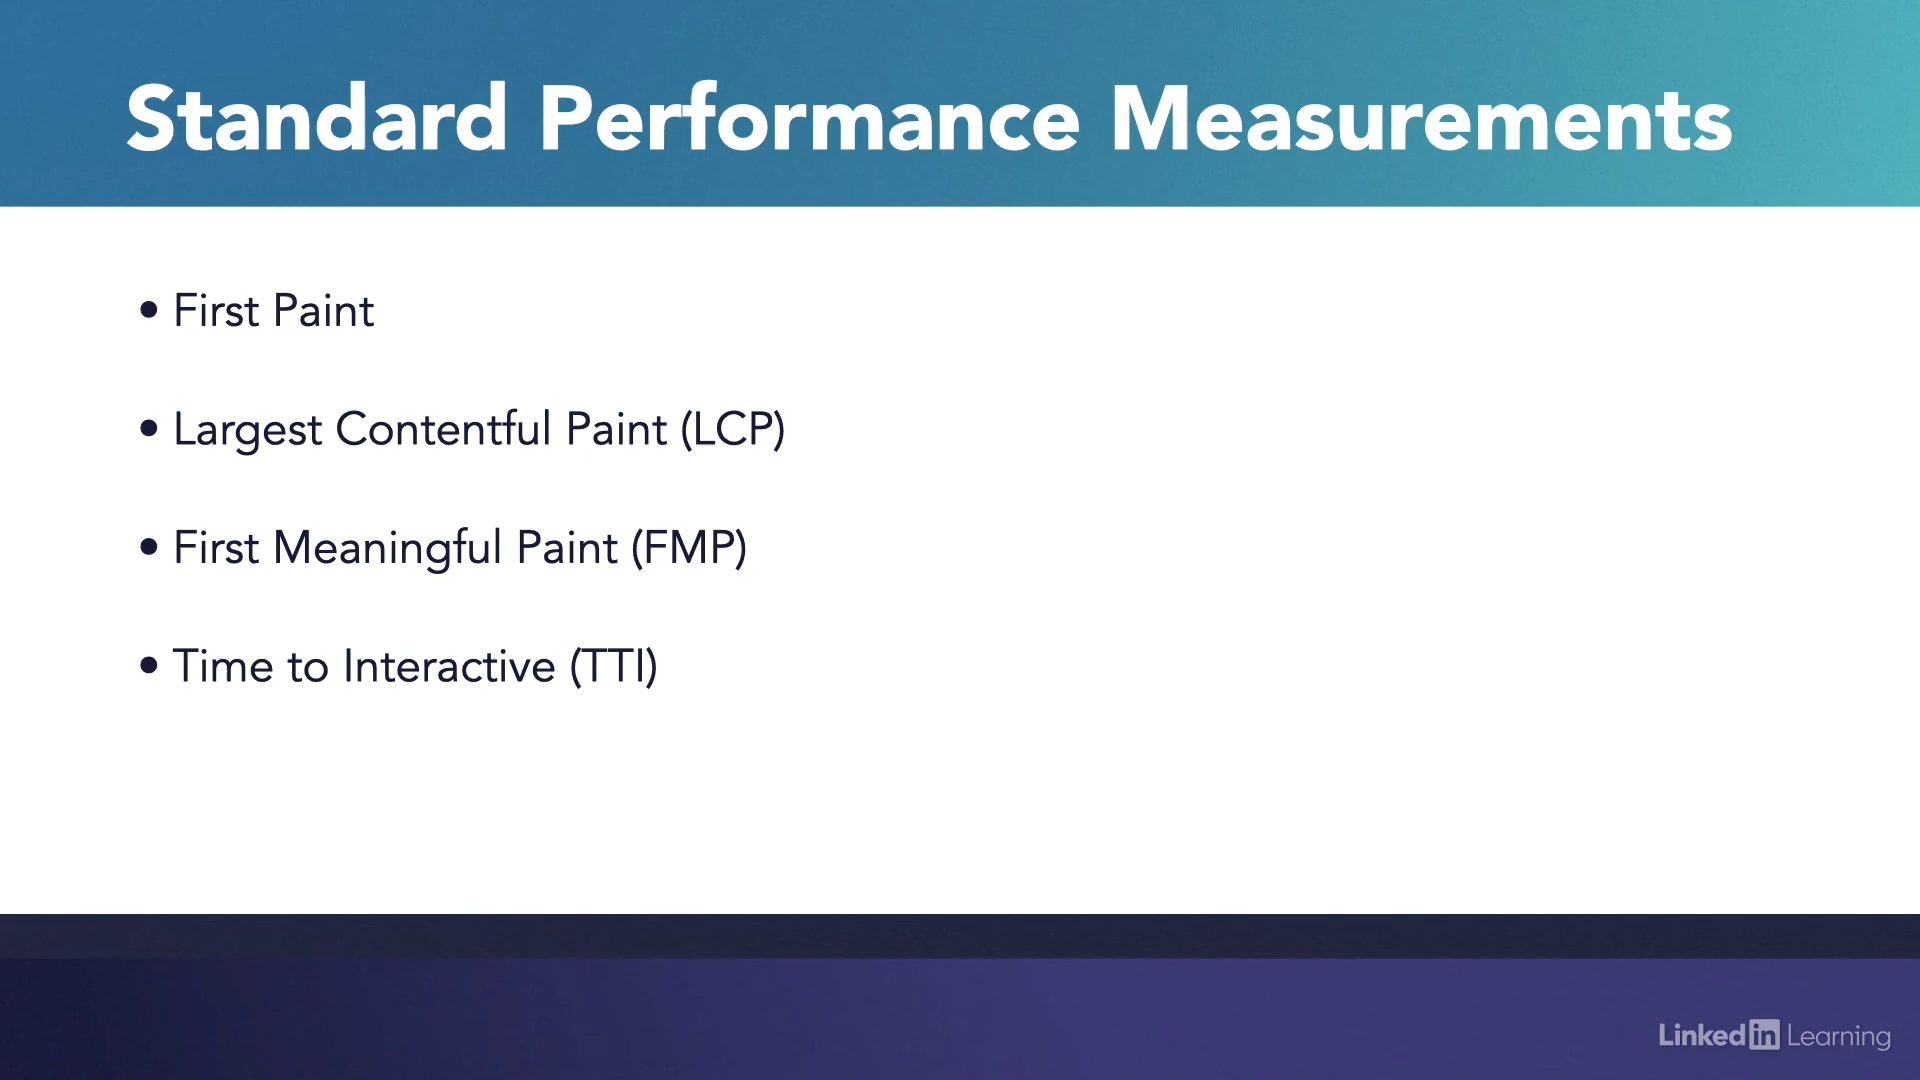 Standard Performance Measurements
• First Paint
• Largest Contentful Paint (LCP)
• First Meaningful Paint (FMP)
• Time to Interactive (TTI)
Linked in Learning